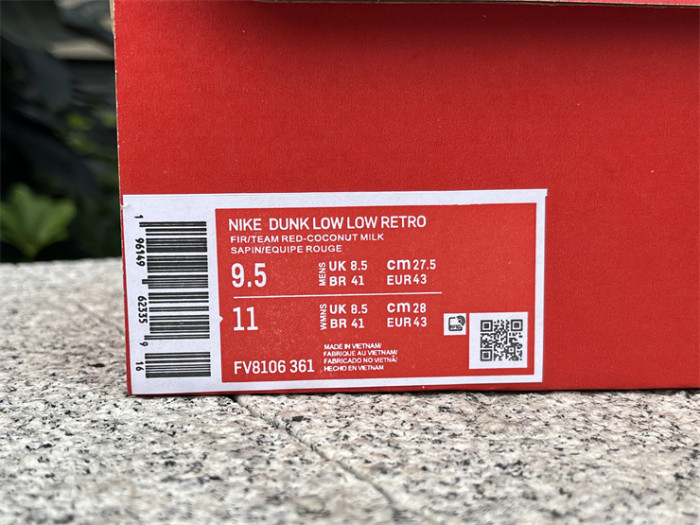 1 96149 62335 9 16
NIKE DUNK LOW LOW RETRO
FIR/TEAM RED-COCONUT MILK
SAPIN/EQUIPE ROUGE
9.5 MENS UK 8.5 cm 27.5
BR 41 EUR 43
11 WMNS UK 8.5 cm 28
BR 41 EUR 43
FV8106 361
MADE IN VIETNAM/
FABRIQUE AU VIETNAM/
FABRICADO NO VIETNÃ/
HECHO EN VIETNAM